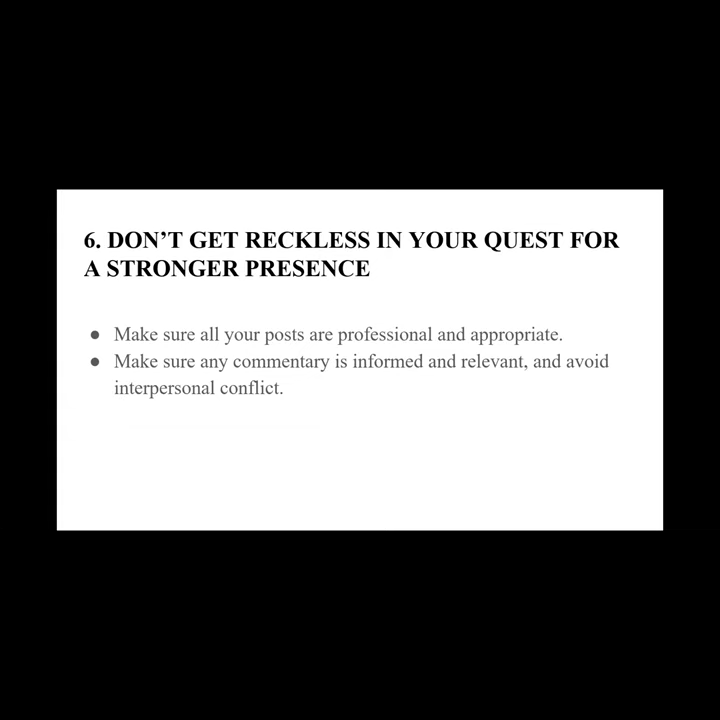 6. DON’T GET RECKLESS IN YOUR QUEST FOR
A STRONGER PRESENCE
● Make sure all your posts are professional and appropriate.
● Make sure any commentary is informed and relevant, and avoid
interpersonal conflict.